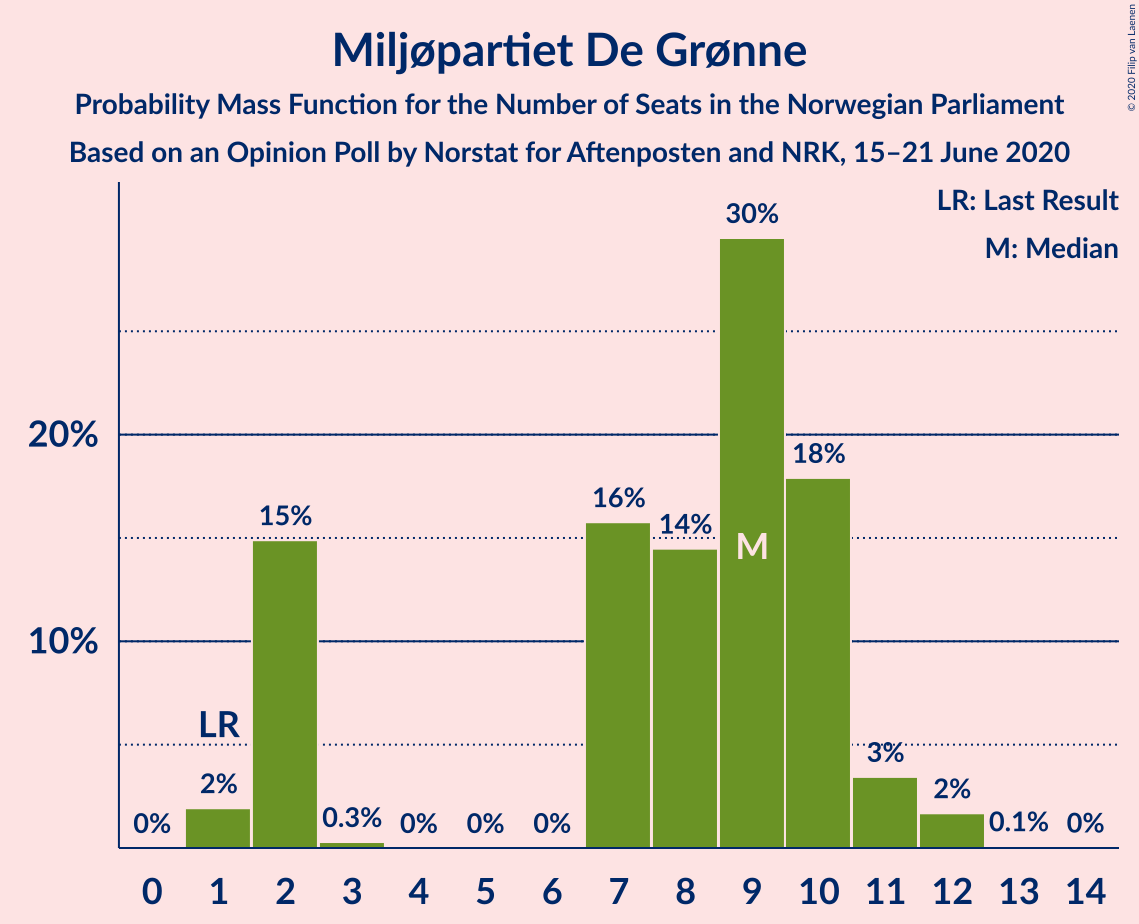 Miljøpartiet De Grønne
Probability Mass Function for the Number of Seats in the Norwegian Parliament
Based on an Opinion Poll by Norstat for Aftenposten and NRK, 15–21 June 2020
© 2020 Filip van Laenen
LR: Last Result
M: Median
30%
20%
18%
16%
15%
14%
M
10%
LR
3%
2%
2%
0%
0.3%
0%
0%
0%
0.1%
0%
0 1 2 3 4 5 6 7 8 9 10 11 12 13 14